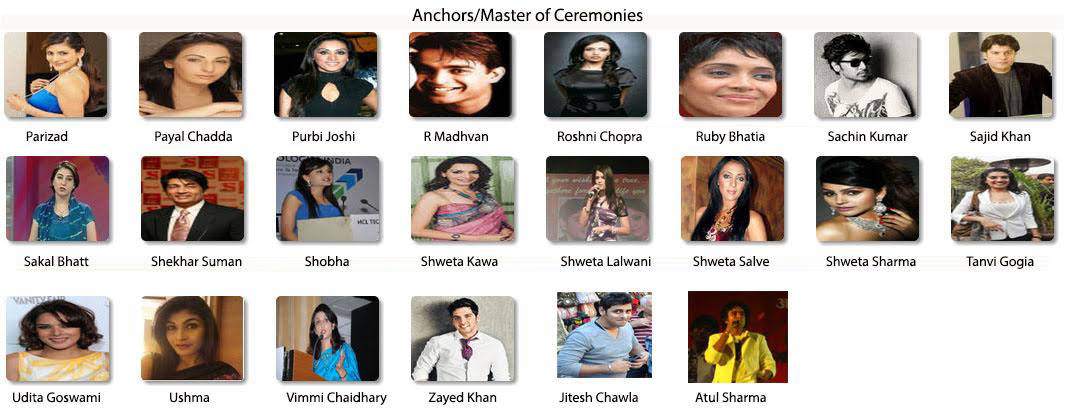 Anchors/Master of Ceremonies
Parizad Payal Chadda Purbi Joshi R Madhvan Roshni Chopra Ruby Bhatia Sachin Kumar Sajid Khan
Sakal Bhatt Shekhar Suman Shobha Shweta Kawa Shweta Lalwani Shweta Salve Shweta Sharma Tanvi Gogia
VANITY FAIR
Udita Goswami Ushma Vimmi Chaidhary Zayed Khan Jitesh Chawla Atul Sharma